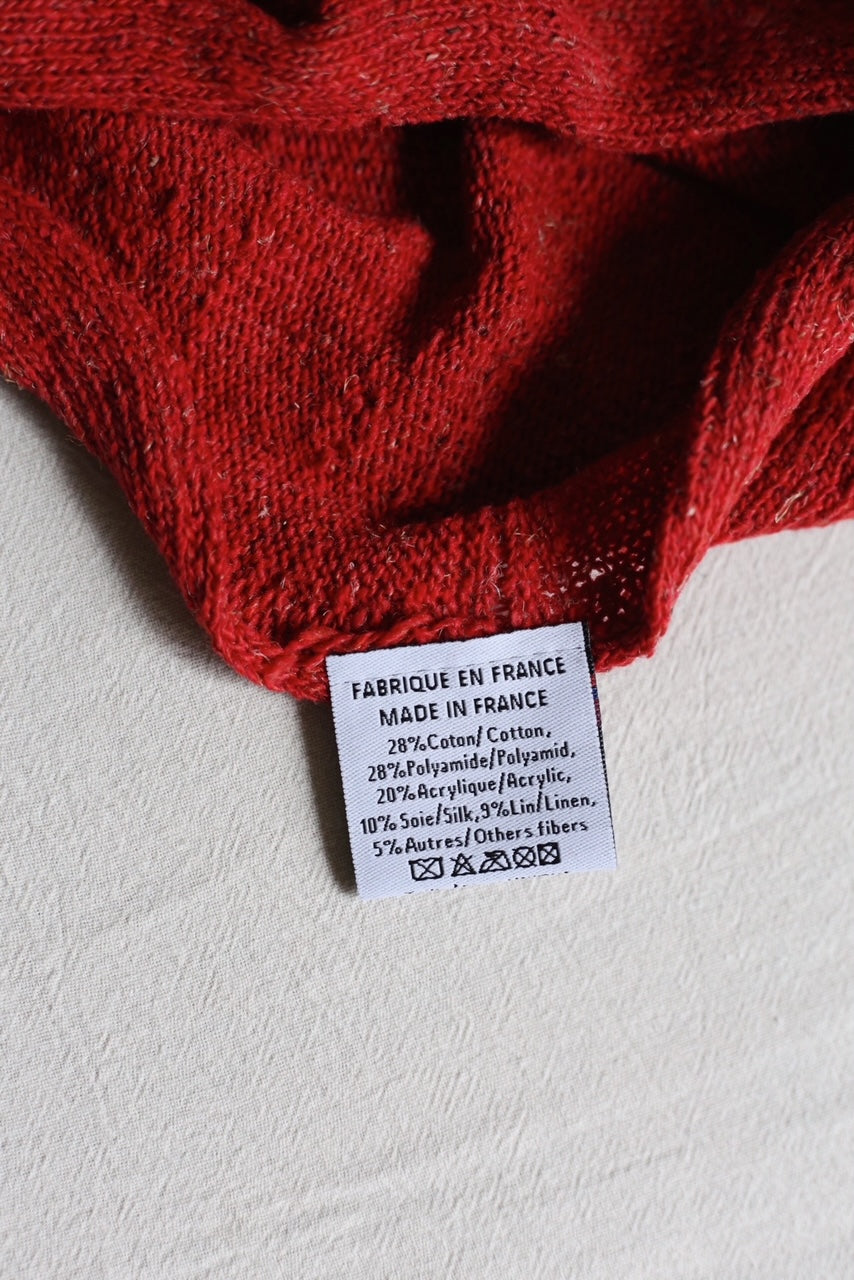 FABRIQUE EN FRANCE
MADE IN FRANCE
28%Coton/Cotton,
28%Polyamide/Polyamid,
20%Acrylique/Acrylic,
10%Soie/Silk,9%Lin/Linen,
5%Autres/Others fibers